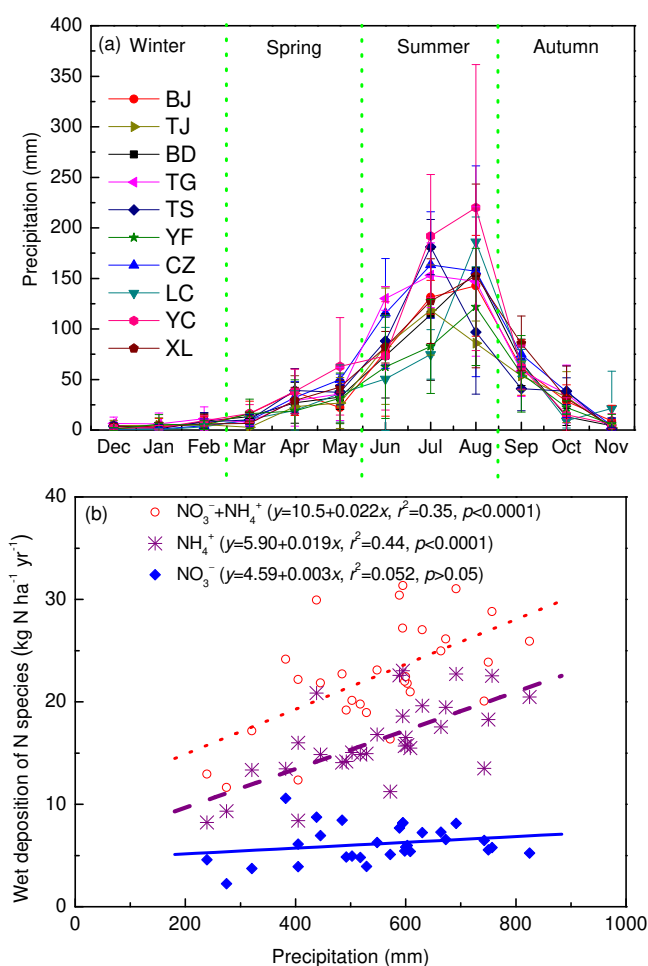 (a) Winter Spring Summer Autumn
400
350
300
250
200
150
100
50
0
Precipitation (mm)
BJ
TJ
BD
TG
TS
YF
CZ
LC
YC
XL
Dec Jan Feb Mar Apr May Jun Jul Aug Sep Oct Nov
(b)
NO₃⁻+NH₄⁺ (y=10.5+0.022x, r²=0.35, p<0.0001)
NH₄⁺ (y=5.90+0.019x, r²=0.44, p<0.0001)
NO₃⁻ (y=4.59+0.003x, r²=0.052, p>0.05)
40
30
20
10
0
Wet deposition of N species (kg N ha⁻¹ yr⁻¹)
0 200 400 600 800 1000
Precipitation (mm)